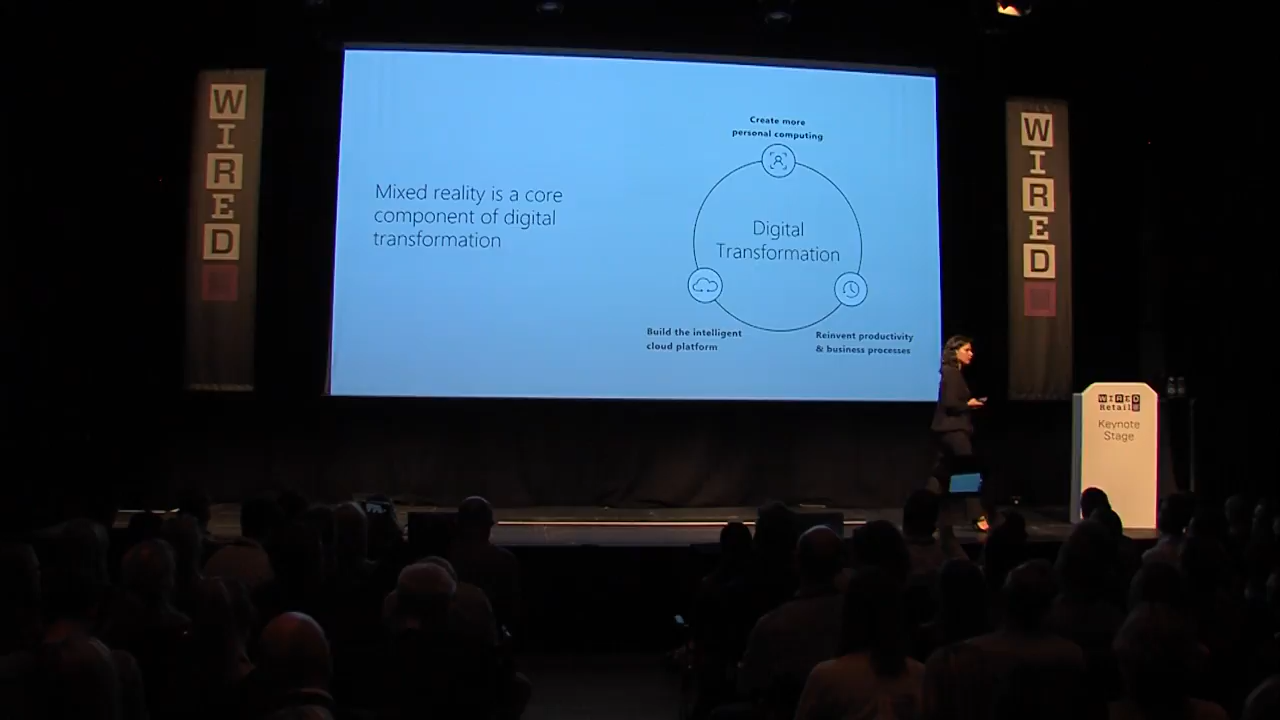 WIRED
Mixed reality is a core
component of digital
transformation
Create more
personal computing
Digital
Transformation
Build the intelligent
cloud platform
Reinvent productivity
& business processes
WIRED
WIRED
Retail
Keynote
Stage